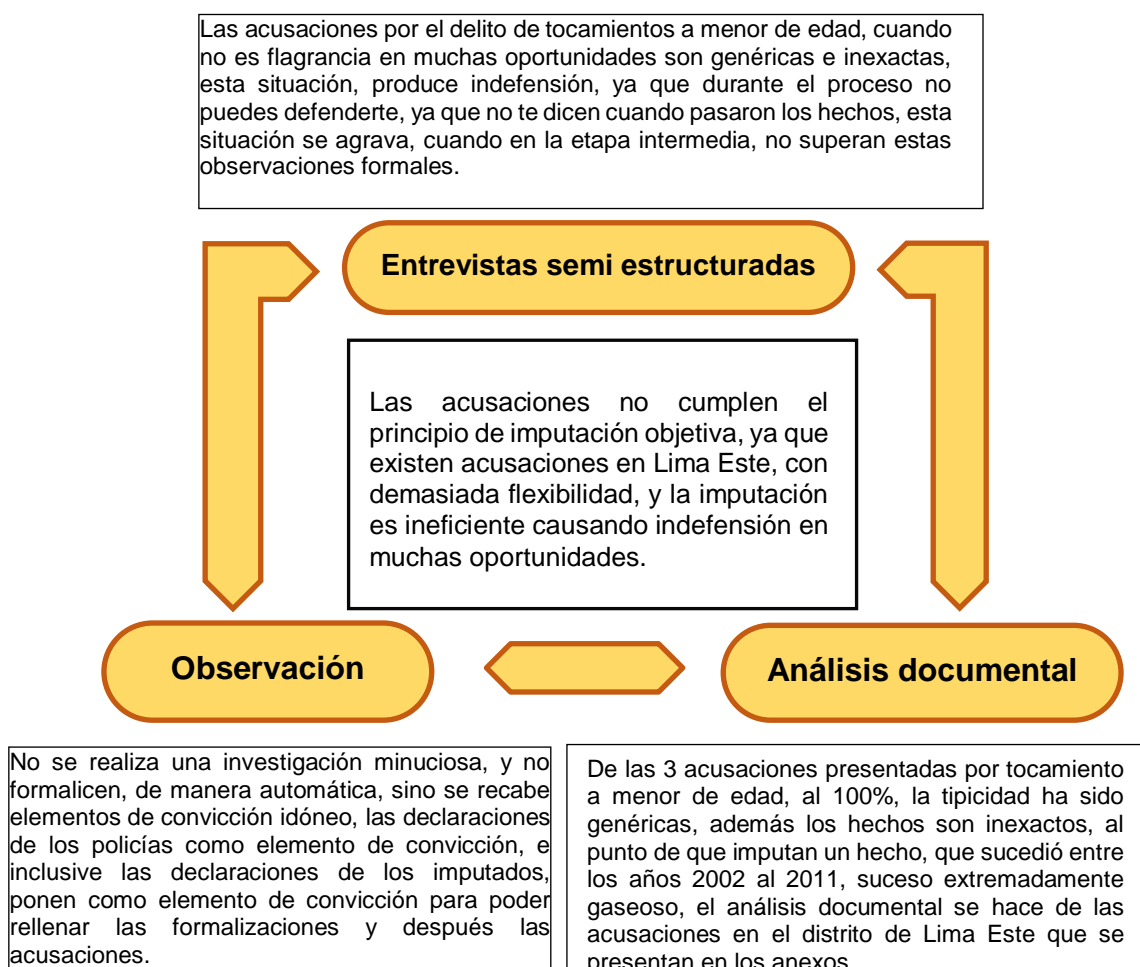 Las acusaciones por el delito de tocamientos a menor de edad, cuando
no es flagrancia en muchas oportunidades son genéricas e inexactas,
esta situación, produce indefensión, ya que durante el proceso no
puedes defenderte, ya que no te dicen cuando pasaron los hechos, esta
situación se agrava, cuando en la etapa intermedia, no superan estas
observaciones formales.
Entrevistas semi estructuradas
Las acusaciones no cumplen el
principio de imputación objetiva, ya que
existen acusaciones en Lima Este, con
demasiada flexibilidad, y la imputación
es ineficiente causando indefensión en
muchas oportunidades.
Observación
Análisis documental
No se realiza una investigación minuciosa, y no
formalicen, de manera automática, sino se recabe
elementos de convicción idóneo, las declaraciones
de los policías como elemento de convicción, e
inclusive las declaraciones de los imputados,
ponen como elemento de convicción para poder
rellenar las formalizaciones y después las
acusaciones.
De las 3 acusaciones presentadas por tocamiento
a menor de edad, al 100%, la tipicidad ha sido
genéricas, además los hechos son inexactos, al
punto de que imputan un hecho, que sucedió entre
los años 2002 al 2011, suceso extremadamente
gaseoso, el análisis documental se hace de las
acusaciones en el distrito de Lima Este que se
presentan en los anexos